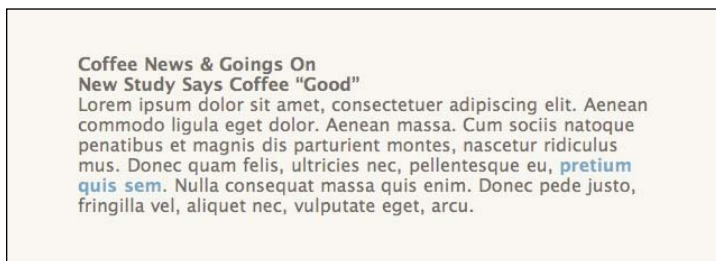 Coffee News & Goings On
New Study Says Coffee “Good”
Lorem ipsum dolor sit amet, consectetuer adipiscing elit. Aenean
commodo ligula eget dolor. Aenean massa. Cum sociis natoque
penatibus et magnis dis parturient montes, nascetur ridiculus
mus. Donec quam felis, ultricies nec, pellentesque eu, pretium
quis sem. Nulla consequat massa quis enim. Donec pede justo,
fringilla vel, aliquet nec, vulputate eget, arcu.